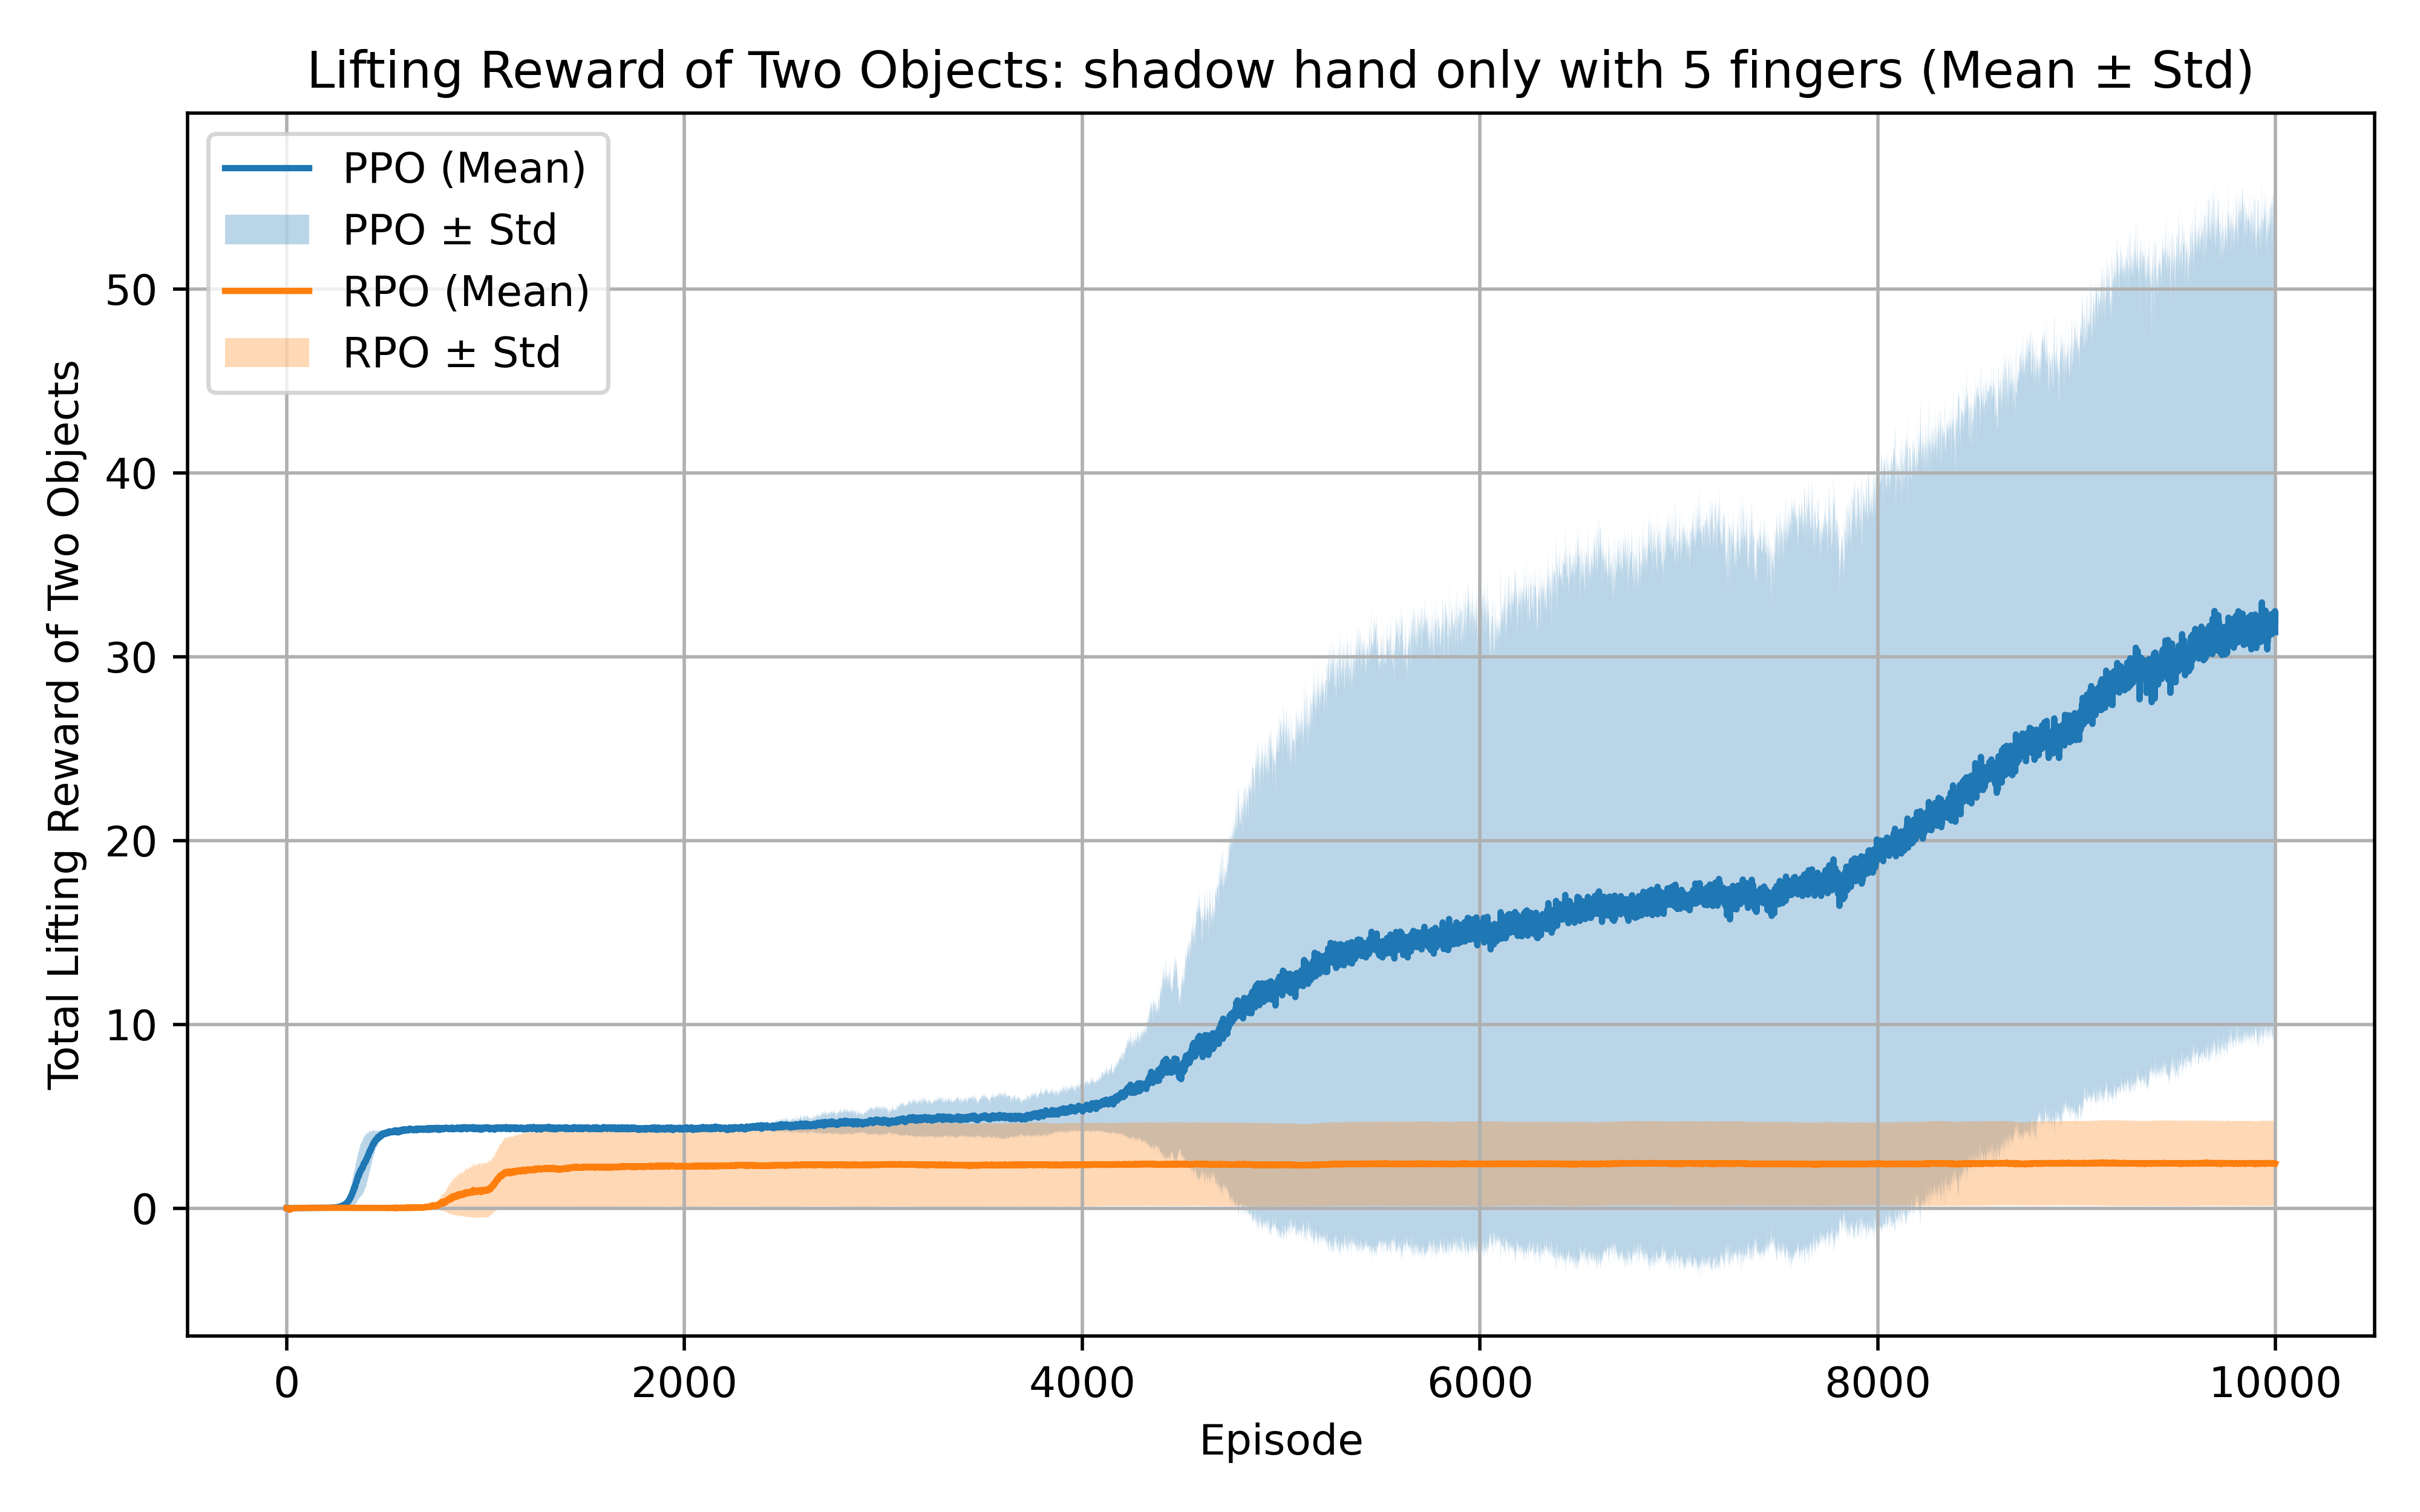 Lifting Reward of Two Objects: shadow hand only with 5 fingers (Mean ± Std)
PPO (Mean)
PPO ± Std
RPO (Mean)
RPO ± Std
Total Lifting Reward of Two Objects
50
40
30
20
10
0
0 2000 4000 6000 8000 10000
Episode